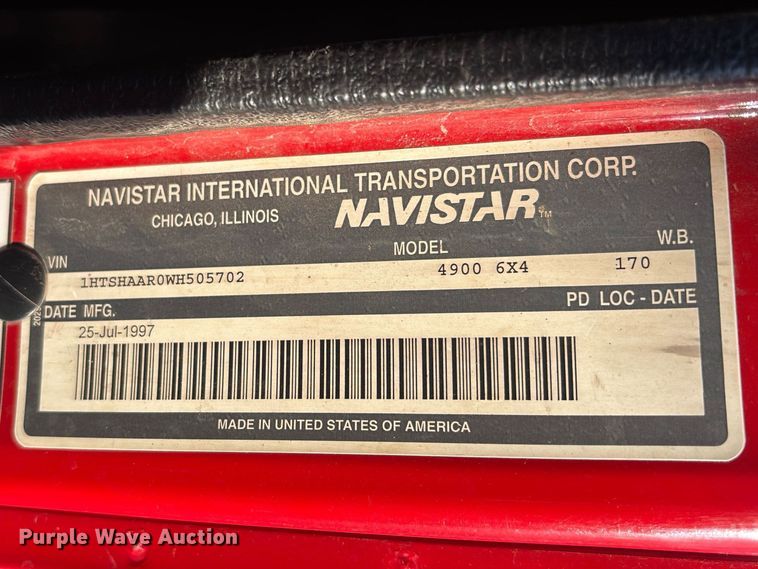 NAVISTAR INTERNATIONAL TRANSPORTATION CORP.
CHICAGO, ILLINOIS NAVISTAR™
VIN MODEL W.B.
1HTSHAAR0WH505702 4900 6X4 170
DATE MFG. PD LOC - DATE
25-Jul-1997
MADE IN UNITED STATES OF AMERICA
Purple Wave Auction